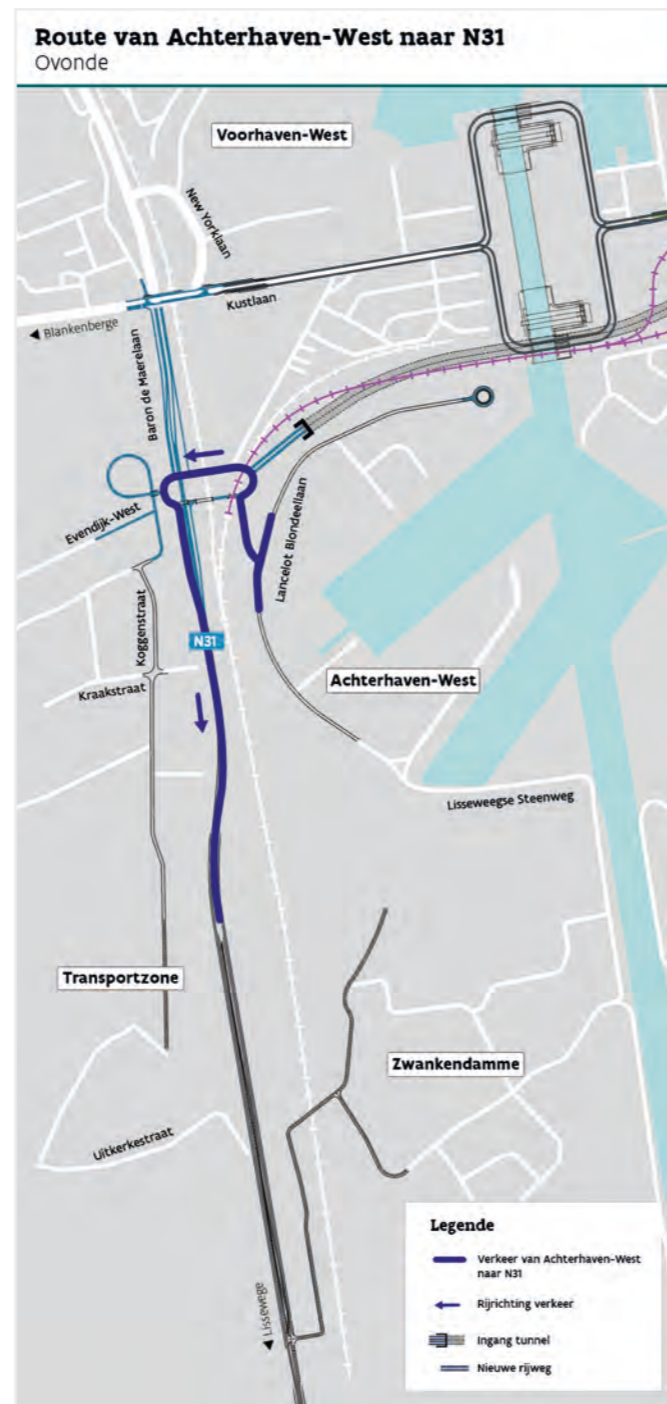 Route van Achterhaven-West naar N31
Ovonde
Voorhaven-West
New Yorklaan
Kustlaan
◄ Blankenberge
Baron de Maerelaan
Evendijk-West
Lancelot Blondeellaan
N31
Koggenstraat
Kraakstraat
Achterhaven-West
Lisseweegse Steenweg
Transportzone
Zwankendamme
Uitkerkestraat
◄ Lissewege
Legende
Verkeer van Achterhaven-West
naar N31
Rijrichting verkeer
Ingang tunnel
Nieuwe rijweg